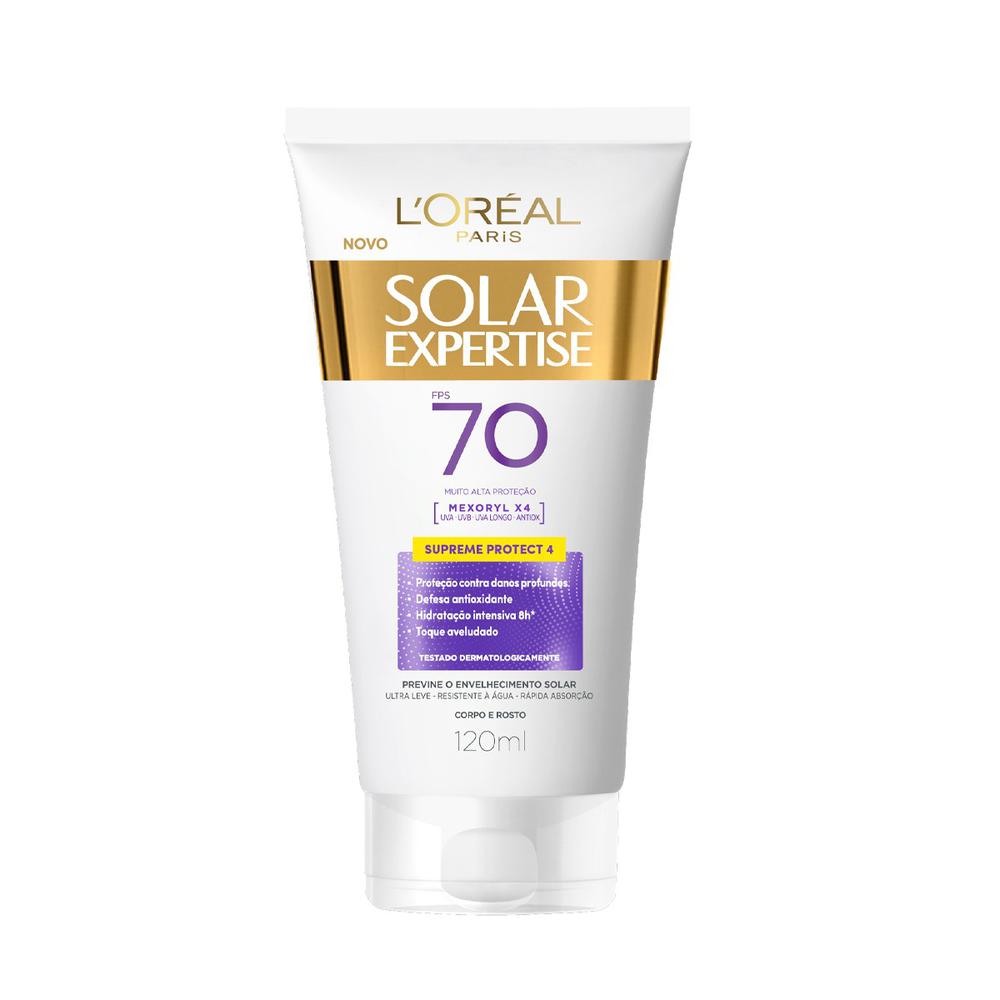 L'ORÉAL
PARiS
NOVO
SOLAR
EXPERTISE
FPS
70
MUITO ALTA PROTEÇÃO
MEXORYL X4
UVA · UVB · UVA LONGO · ANTIOX
SUPREME PROTECT 4
• Proteção contra danos profundos.
• Defesa antioxidante
• Hidratação intensiva 8h*
• Toque aveludado
TESTADO DERMATOLOGICAMENTE
PREVINE O ENVELHECIMENTO SOLAR
ULTRA LEVE - RESISTENTE À ÁGUA - RÁPIDA ABSORÇÃO
CORPO E ROSTO
120ml